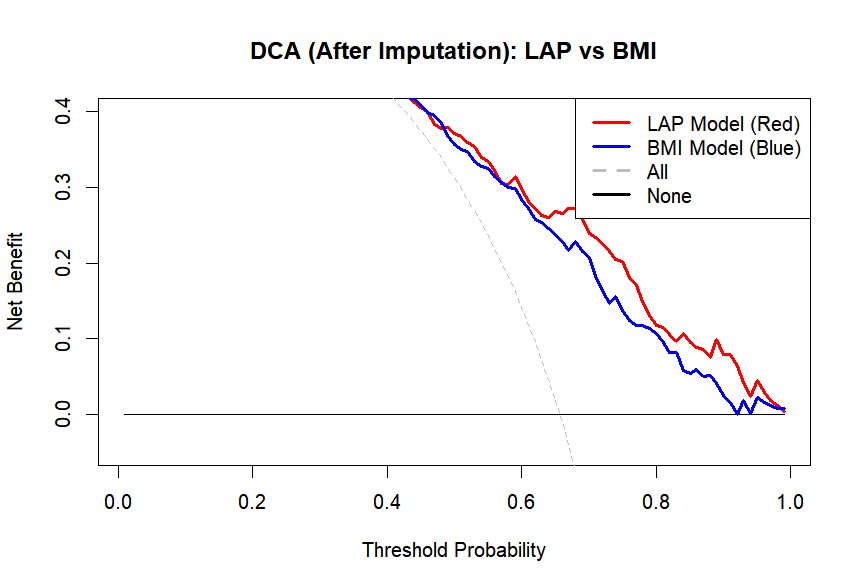 DCA (After Imputation): LAP vs BMI
LAP Model (Red)
BMI Model (Blue)
All
None
Net Benefit
0.4
0.3
0.2
0.1
0.0
0.0 0.2 0.4 0.6 0.8 1.0
Threshold Probability